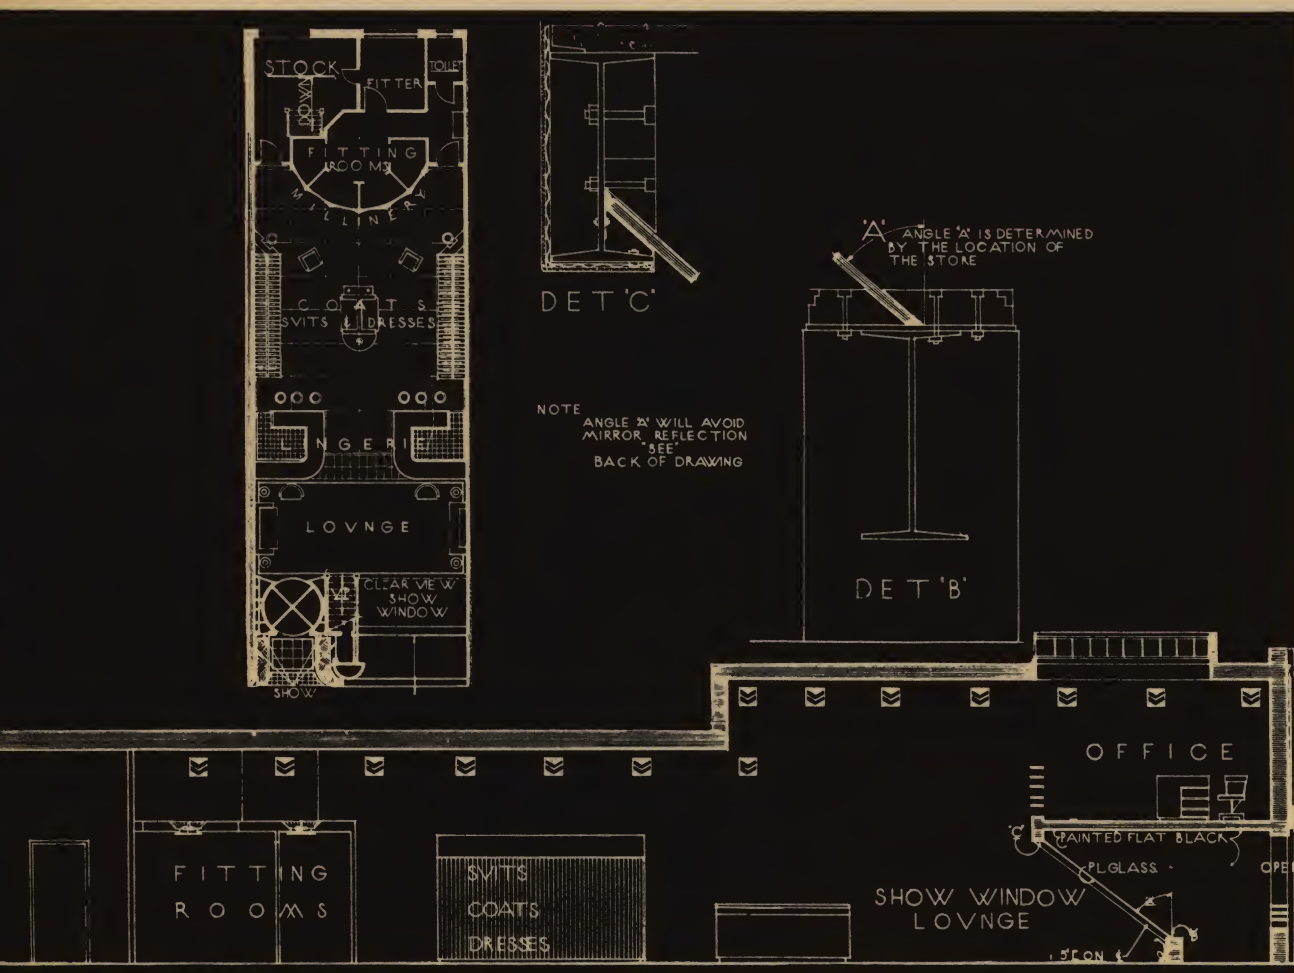 STOCK
DOWN
FITTER
TOILET
FITTING
ROOMS
MILLINERY
COATS
SVITS & DRESSES
LINGERIE
LOVNGE
UP
CLEAR VIEW
SHOW
WINDOW
SHOW
DET 'C'
NOTE
ANGLE 'A' WILL AVOID
MIRROR REFLECTION
"SEE"
BACK OF DRAWING
'A' ANGLE 'A' IS DETERMINED
BY THE LOCATION OF
THE STORE
DET 'B'
OFFICE
'C'
PAINTED FLAT BLACK
PL.GLASS
OPE
FITTING
ROOMS
SVITS
COATS
DRESSES
SHOW WINDOW
LOVNGE
'B'